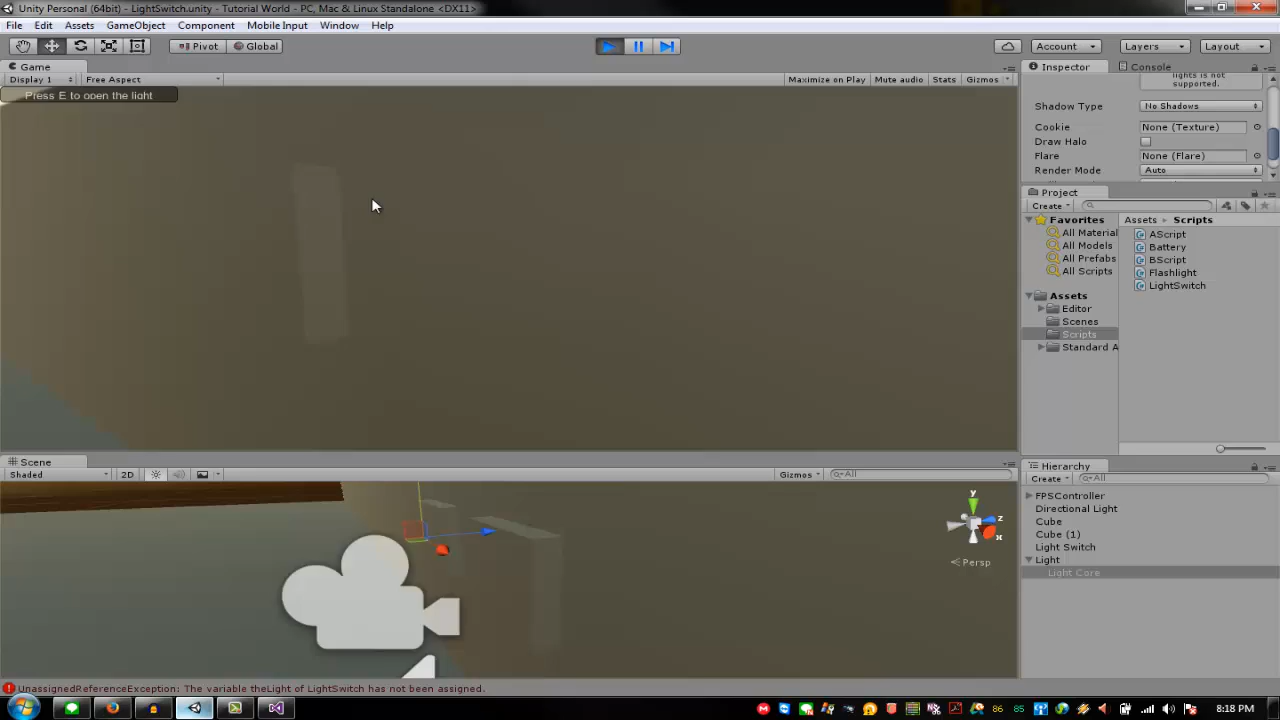 Unity Personal (64bit) - LightSwitch.unity - Tutorial World - PC, Mac & Linux Standalone <DX11>
File Edit Assets GameObject Component Mobile Input Window Help
Pivot Global Account Layers Layout
Game
Display 1 Free Aspect Maximize on Play Mute audio Stats Gizmos
Press E to open the light
Inspector Console
lights is not
supported.
Shadow Type No Shadows
Cookie None (Texture)
Draw Halo
Flare None (Flare)
Render Mode Auto
Project
Create
Favorites
All Material
All Models
All Prefabs
All Scripts
Assets
Editor
Scenes
Scripts
Standard A
Assets Scripts
AScript
Battery
BScript
Flashlight
LightSwitch
Scene
Shaded 2D Gizmos All
y
z
x
Persp
Hierarchy
Create All
FPSController
Directional Light
Cube
Cube (1)
Light Switch
Light
Light Core
UnassignedReferenceException: The variable theLight of LightSwitch has not been assigned.
86 85 8:18 PM